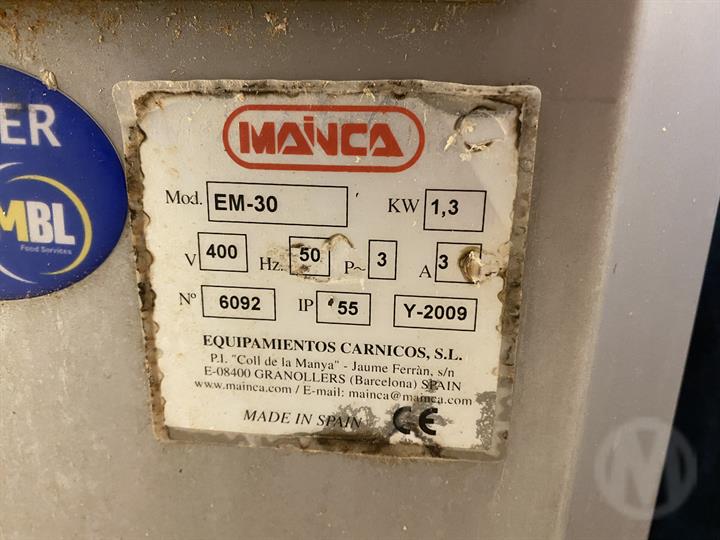 ER
MBL
Food Services
MAINCA
Mod. EM-30 KW 1,3
V 400 Hz. 50 P~ 3 A 3
Nº 6092 IP 55 Y-2009
EQUIPAMIENTOS CARNICOS, S.L.
P.I. "Coll de la Manya" - Jaume Ferràn, s/n
E-08400 GRANOLLERS (Barcelona) SPAIN
www.mainca.com / E-mail: mainca@mainca.com
MADE IN SPAIN CE
M